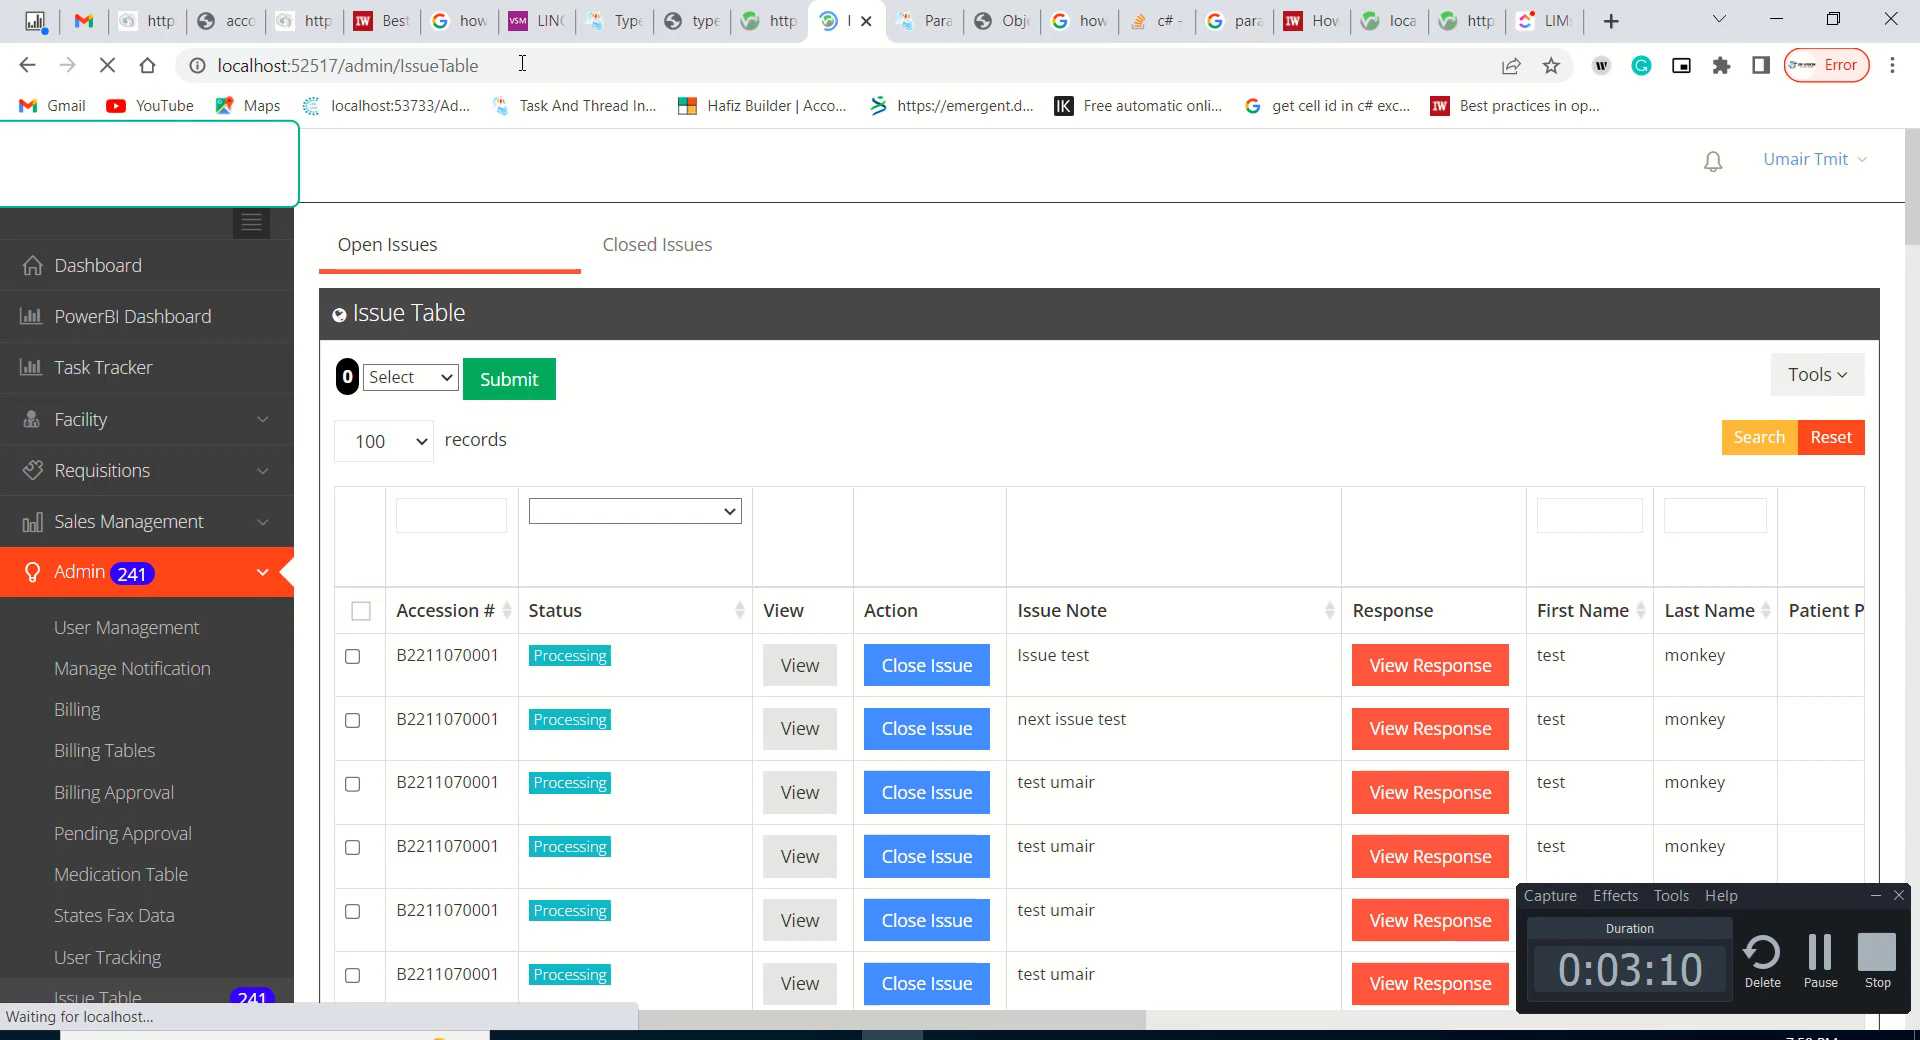 http
acco
http
Best
how
LINC
Type
type
http
Para
Obje
how
c# -
para
How
loca
http
LIMs
localhost:52517/admin/IssueTable
Error
Gmail
YouTube
Maps
localhost:53733/Ad...
Task And Thread In...
Hafiz Builder | Acco...
https://emergent.d...
Free automatic onli...
get cell id in c# exc...
Best practices in op...
Umair Tmit
Open Issues
Closed Issues
Dashboard
PowerBI Dashboard
Task Tracker
Facility
Requisitions
Sales Management
Admin 241
User Management
Manage Notification
Billing
Billing Tables
Billing Approval
Pending Approval
Medication Table
States Fax Data
User Tracking
Issue Table 241
Issue Table
0 Select Submit
Tools
100 records
Search Reset
Accession # Status View Action Issue Note Response First Name Last Name Patient P
B2211070001 Processing View Close Issue Issue test View Response test monkey
B2211070001 Processing View Close Issue next issue test View Response test monkey
B2211070001 Processing View Close Issue test umair View Response test monkey
B2211070001 Processing View Close Issue test umair View Response test monkey
B2211070001 Processing View Close Issue test umair View Response
B2211070001 Processing View Close Issue test umair View Response
Capture Effects Tools Help
Duration
0:03:10
Delete Pause Stop
Waiting for localhost...